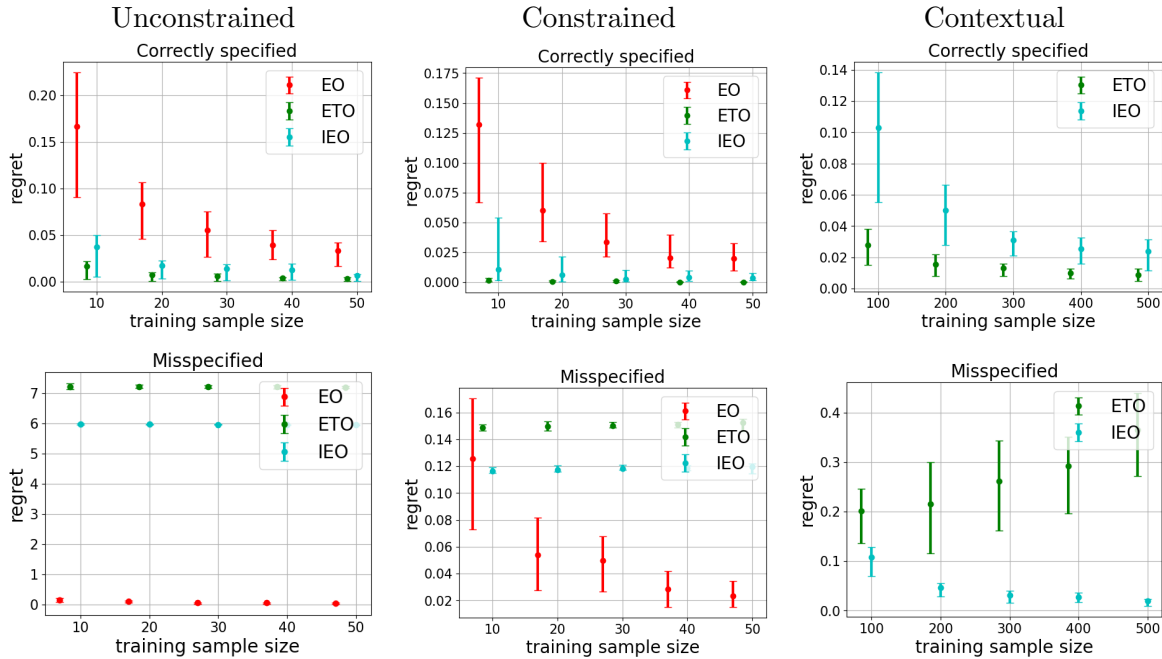 Unconstrained
Constrained
Contextual
Correctly specified
EO
ETO
IEO
regret
0.20
0.15
0.10
0.05
0.00
10
20
30
40
50
training sample size
Correctly specified
EO
ETO
IEO
regret
0.175
0.150
0.125
0.100
0.075
0.050
0.025
0.000
10
20
30
40
50
training sample size
Correctly specified
ETO
IEO
regret
0.14
0.12
0.10
0.08
0.06
0.04
0.02
0.00
100
200
300
400
500
training sample size
Misspecified
EO
ETO
IEO
regret
7
6
5
4
3
2
1
0
10
20
30
40
50
training sample size
Misspecified
EO
ETO
IEO
regret
0.16
0.14
0.12
0.10
0.08
0.06
0.04
0.02
10
20
30
40
50
training sample size
Misspecified
ETO
IEO
regret
0.4
0.3
0.2
0.1
0.0
100
200
300
400
500
training sample size